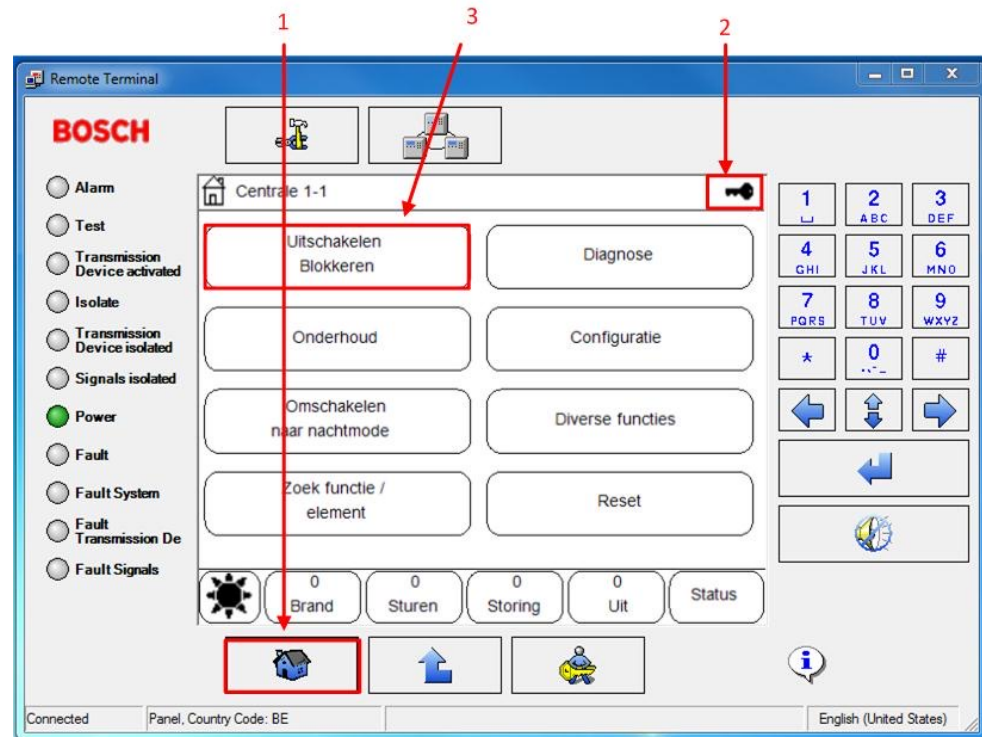 1
3
2
Remote Terminal
BOSCH
Alarm
Test
Transmission
Device activated
Isolate
Transmission
Device isolated
Signals isolated
Power
Fault
Fault System
Fault
Transmission De
Fault Signals
Centrale 1-1
Uitschakelen
Blokkeren
Diagnose
Onderhoud
Configuratie
Omschakelen
naar nachtmode
Diverse functies
Zoek functie /
element
Reset
0
Brand
0
Sturen
0
Storing
0
Uit
Status
1
2
ABC
3
DEF
4
GHI
5
JKL
6
MNO
7
PQRS
8
TUV
9
WXYZ
*
0
#
i
Connected
Panel, Country Code: BE
English (United States)